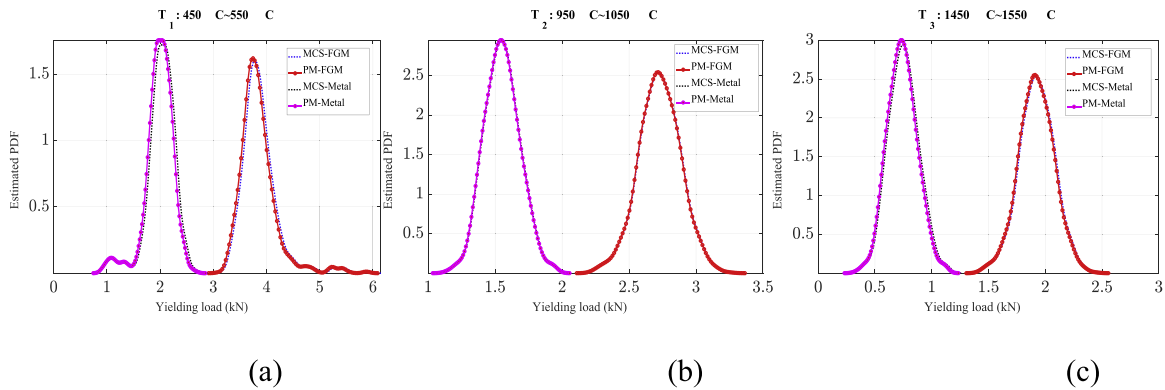 T1: 450 C~550 C
Estimated PDF
1.5
1
0.5
0 1 2 3 4 5 6
Yielding load (kN)
MCS-FGM
PM-FGM
MCS-Metal
PM-Metal
(a)
T2: 950 C~1050 C
Estimated PDF
2.5
2
1.5
1
0.5
1 1.5 2 2.5 3 3.5
Yielding load (kN)
MCS-FGM
PM-FGM
MCS-Metal
PM-Metal
(b)
T3: 1450 C~1550 C
Estimated PDF
3
2.5
2
1.5
1
0.5
0 0.5 1 1.5 2 2.5 3
Yielding load (kN)
MCS-FGM
PM-FGM
MCS-Metal
PM-Metal
(c)